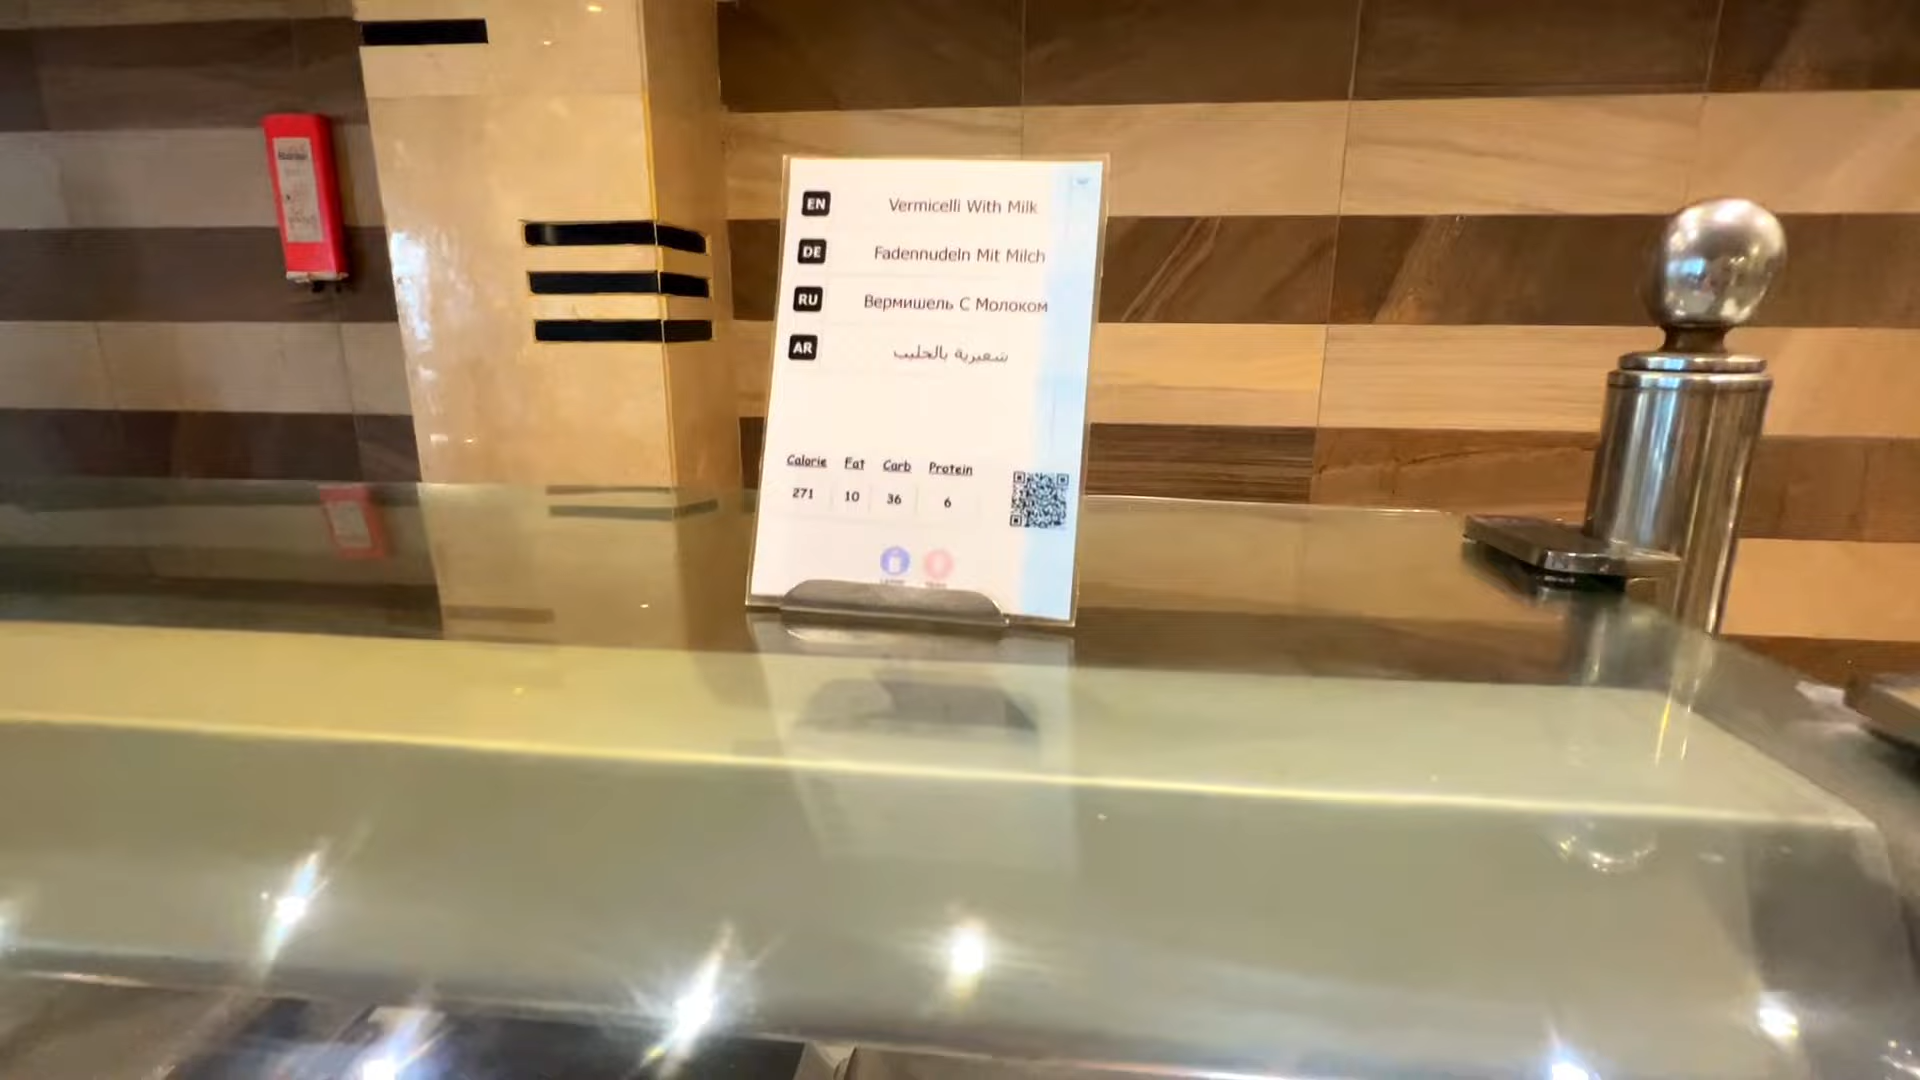 EN Vermicelli With Milk
DE Fadennudeln Mit Milch
RU Вермишель С Молоком
AR شعيرية بالحليب
Calorie Fat Carb Protein
271 10 36 6